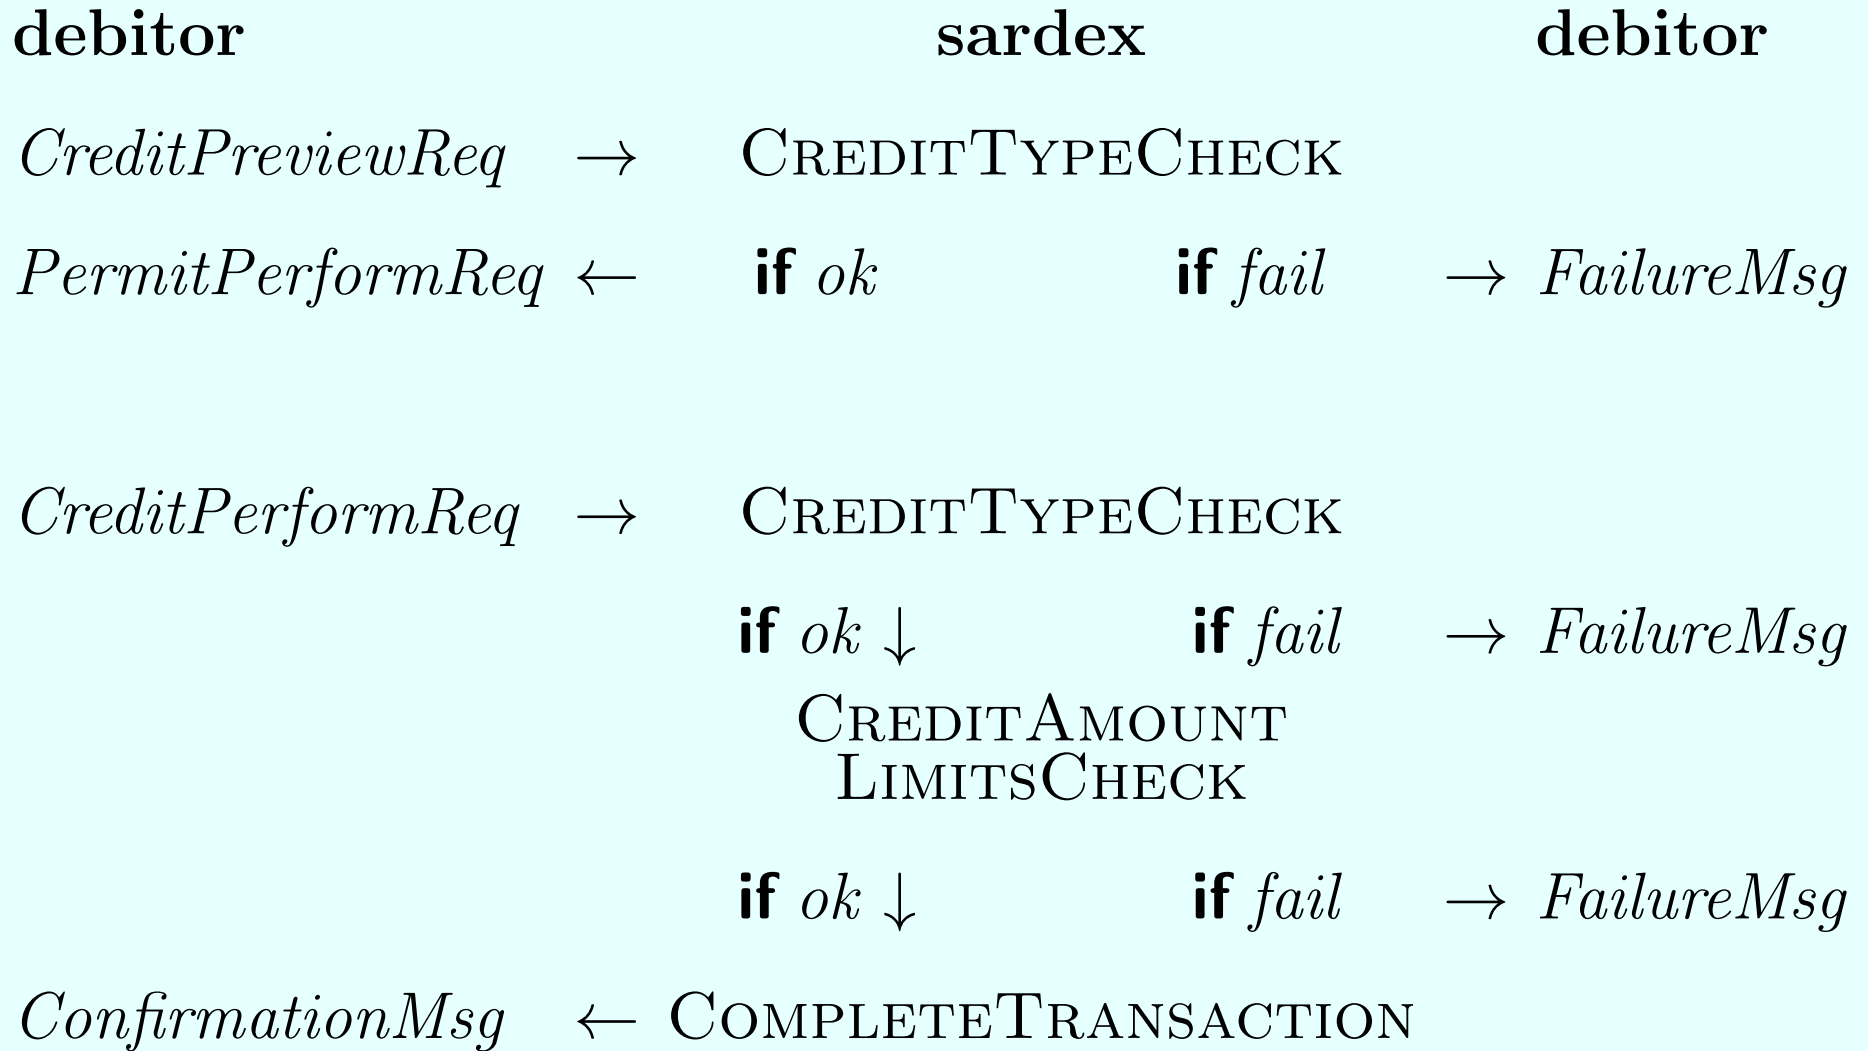 debitor sardex debitor
CreditPreviewReq → CREDITTYPECHECK
PermitPerformReq ← if ok if fail → FailureMsg
CreditPerformReq → CREDITTYPECHECK
if ok ↓ if fail → FailureMsg
CREDITAMOUNT
LIMITSCHECK
if ok ↓ if fail → FailureMsg
ConfirmationMsg ← COMPLETETRANSACTION